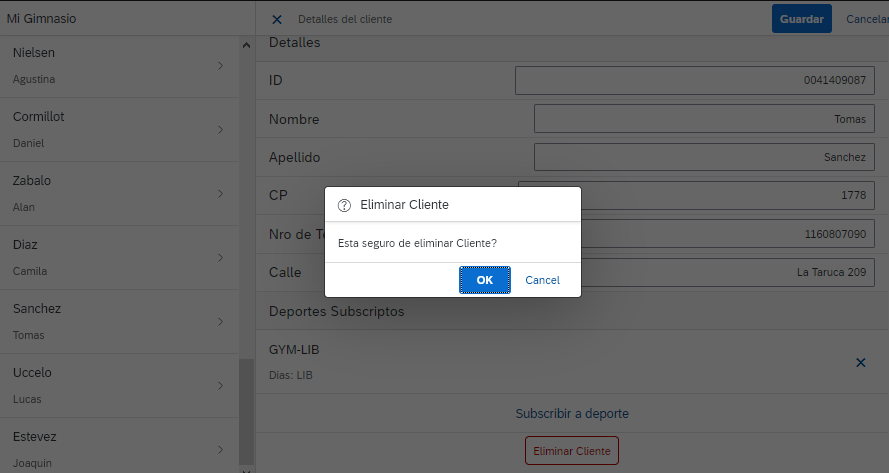 Mi Gimnasio
Nielsen
Agustina
Cormillot
Daniel
Zabalo
Alan
Diaz
Camila
Sanchez
Tomas
Uccelo
Lucas
Estevez
Joaquin
Detalles del cliente
Guardar
Cancelar
Detalles
ID 0041409087
Nombre Tomas
Apellido Sanchez
CP 1778
Nro de Te 1160807090
Calle La Taruca 209
Eliminar Cliente
Esta seguro de eliminar Cliente?
OK Cancel
Deportes Subscriptos
GYM-LIB
Dias: LIB
Subscribir a deporte
Eliminar Cliente